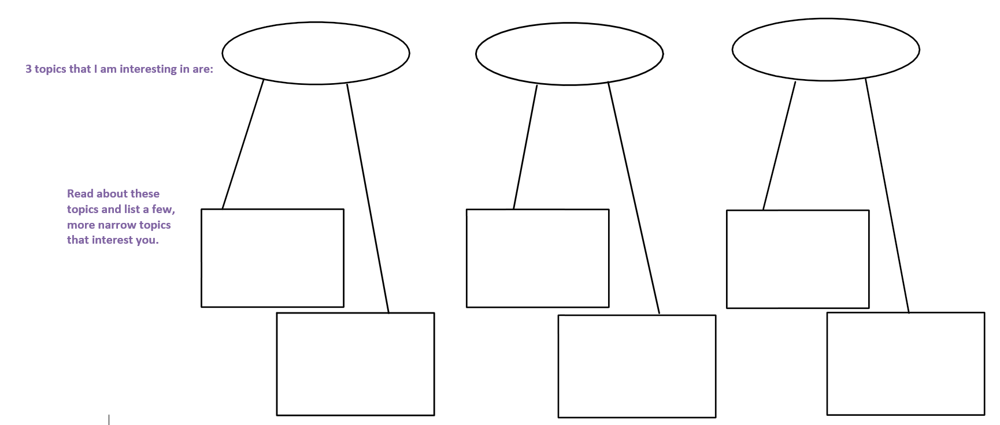 3 topics that I am interesting in are:
Read about these
topics and list a few,
more narrow topics
that interest you.